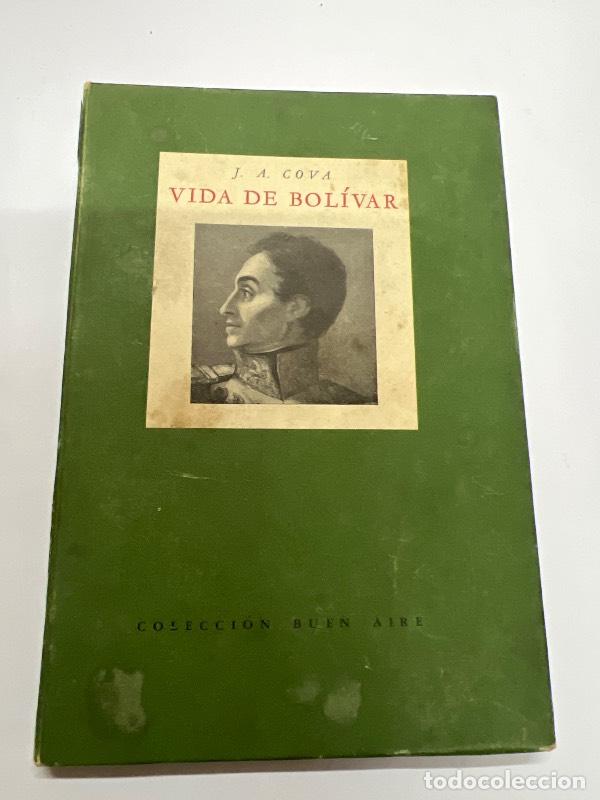 J. A. COVA
VIDA DE BOLÍVAR
COLECCIÓN BUEN AIRE
todocoleccion